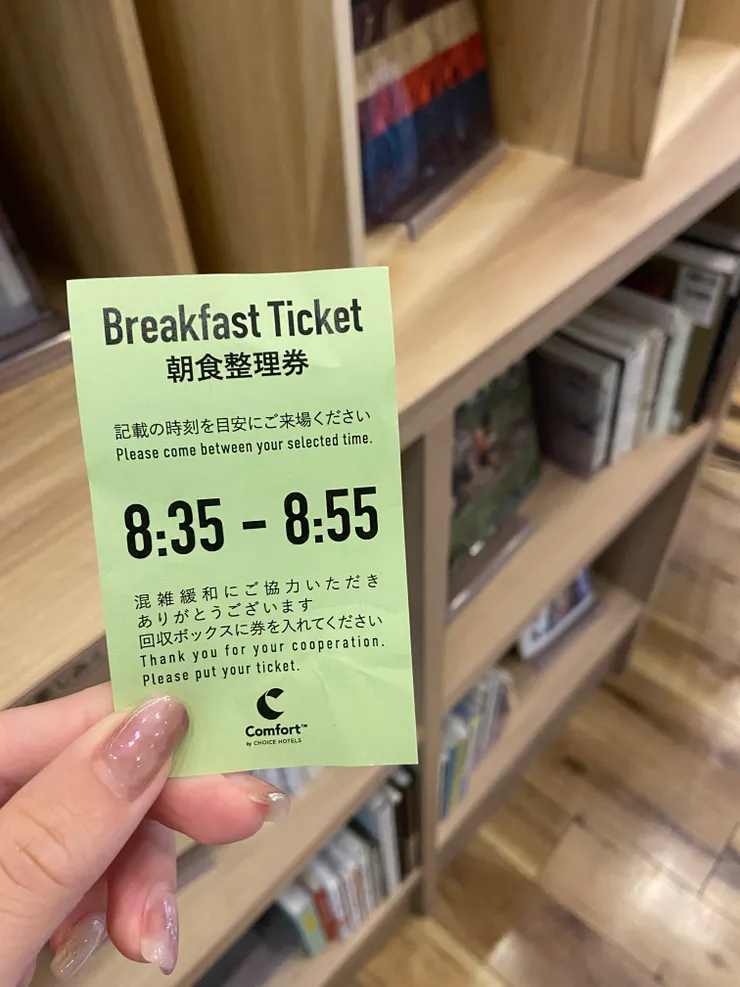 Breakfast Ticket
朝食整理券
記載の時刻を目安にご来場ください
Please come between your selected time.
8:35 - 8:55
混雑緩和にご協力いただき
ありがとうございます
回収ボックスに券を入れてください
Thank you for your cooperation.
Please put your ticket.
Comfort™
by CHOICE HOTELS